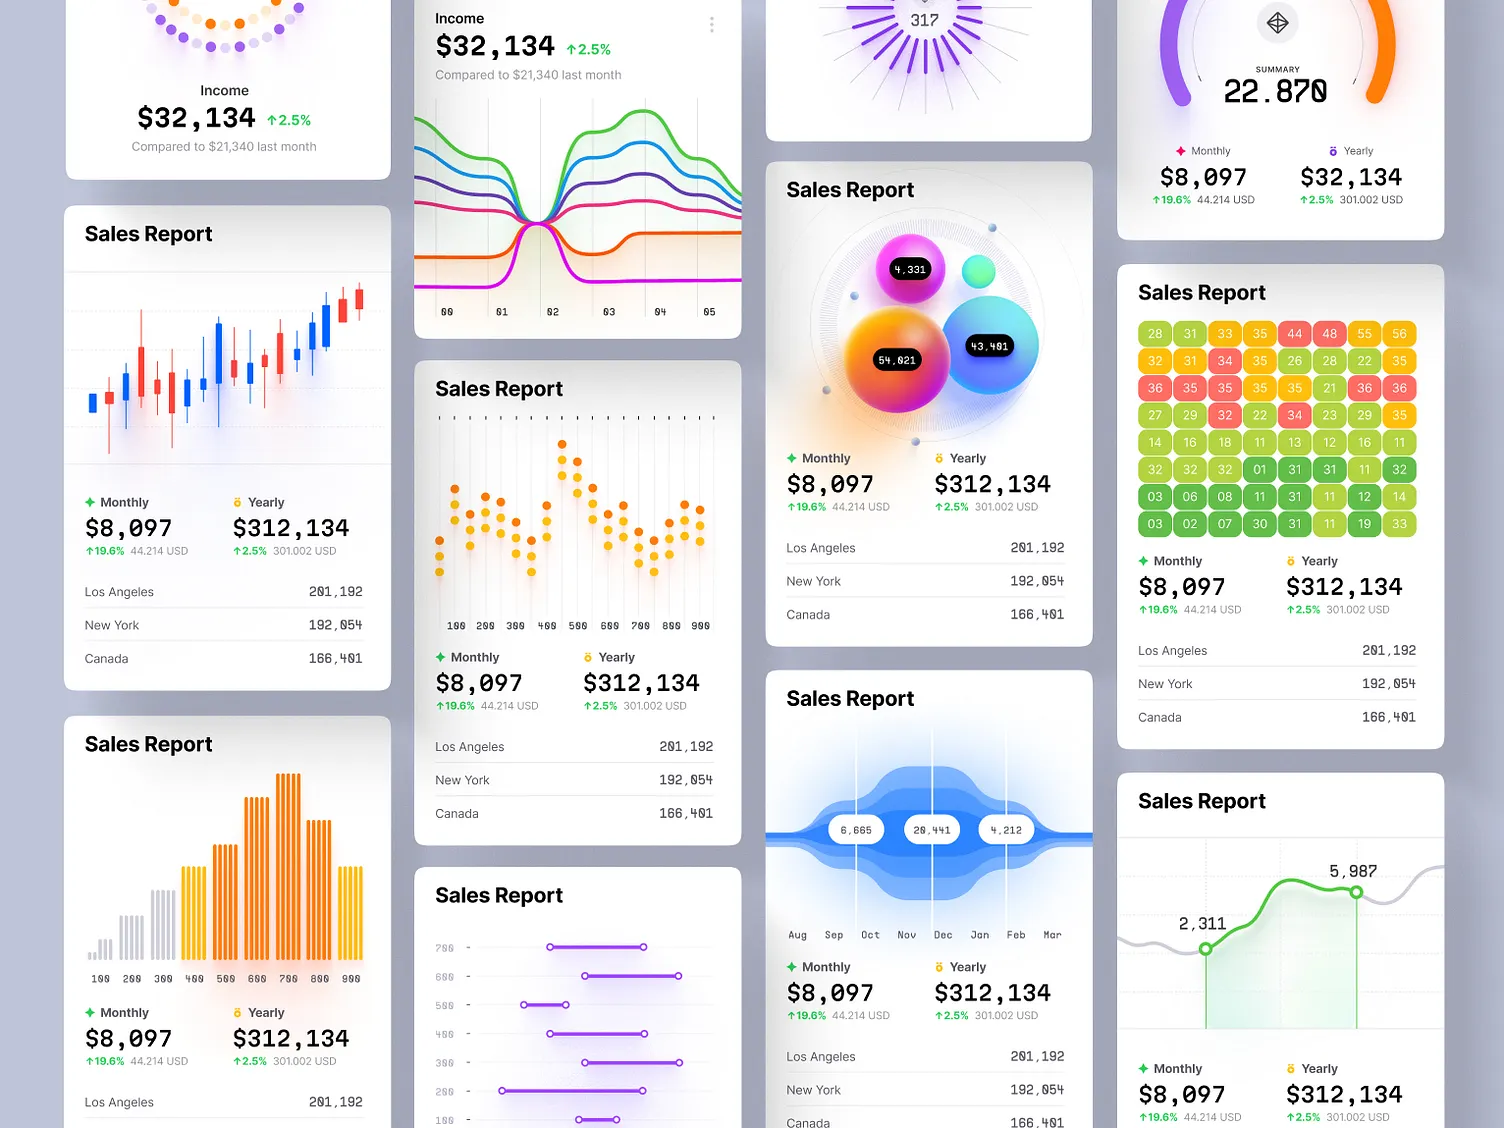 Income
$32,134 ↑2.5%
Compared to $21,340 last month
Sales Report
Monthly Yearly
$8,097 $312,134
↑19.6% 44.214 USD ↑2.5% 301.002 USD
Los Angeles 201,192
New York 192,054
Canada 166,401
Sales Report
100 200 300 400 500 600 700 800 900
Monthly Yearly
$8,097 $312,134
↑19.6% 44.214 USD ↑2.5% 301.002 USD
Los Angeles 201,192
Income
$32,134 ↑2.5%
Compared to $21,340 last month
00 01 02 03 04 05
Sales Report
100 200 300 400 500 600 700 800 900
Monthly Yearly
$8,097 $312,134
↑19.6% 44.214 USD ↑2.5% 301.002 USD
Los Angeles 201,192
New York 192,054
Canada 166,401
Sales Report
700
600
500
400
300
200
100
317
Sales Report
4,331
43,401
54,021
Monthly Yearly
$8,097 $312,134
↑19.6% 44.214 USD ↑2.5% 301.002 USD
Los Angeles 201,192
New York 192,054
Canada 166,401
Sales Report
6,665 20,441 4,212
Aug Sep Oct Nov Dec Jan Feb Mar
Monthly Yearly
$8,097 $312,134
↑19.6% 44.214 USD ↑2.5% 301.002 USD
Los Angeles 201,192
New York 192,054
Canada 166,401
SUMMARY
22.870
Monthly Yearly
$8,097 $32,134
↑19.6% 44.214 USD ↑2.5% 301.002 USD
Sales Report
28 31 33 35 44 48 55 56
32 31 34 35 26 28 22 35
36 35 35 35 35 21 36 36
27 29 32 22 34 23 29 35
14 16 18 11 13 12 16 11
32 32 32 01 31 31 11 32
03 06 08 11 31 11 12 14
03 02 07 30 31 11 19 33
Monthly Yearly
$8,097 $312,134
↑19.6% 44.214 USD ↑2.5% 301.002 USD
Los Angeles 201,192
New York 192,054
Canada 166,401
Sales Report
5,987
2,311
Monthly Yearly
$8,097 $312,134
↑19.6% 44.214 USD ↑2.5% 301.002 USD